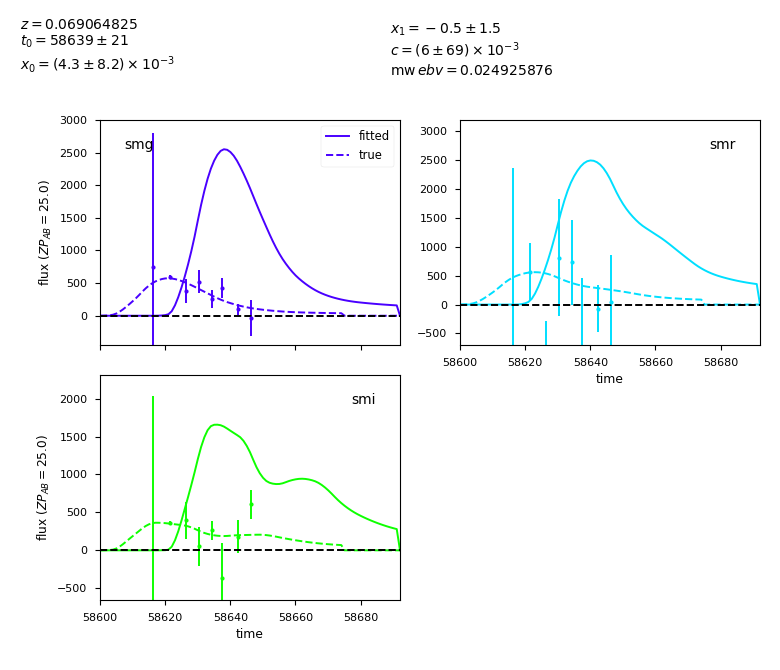 z = 0.069064825
t₀ = 58639 ± 21
x₀ = (4.3 ± 8.2) × 10⁻³
x₁ = −0.5 ± 1.5
c = (6 ± 69) × 10⁻³
mwebv = 0.024925876
smg
fitted
true
3000
2500
2000
1500
1000
500
0
flux (ZP_AB = 25.0)
smr
3000
2500
2000
1500
1000
500
0
−500
58600 58620 58640 58660 58680
time
smi
2000
1500
1000
500
0
−500
flux (ZP_AB = 25.0)
58600 58620 58640 58660 58680
time